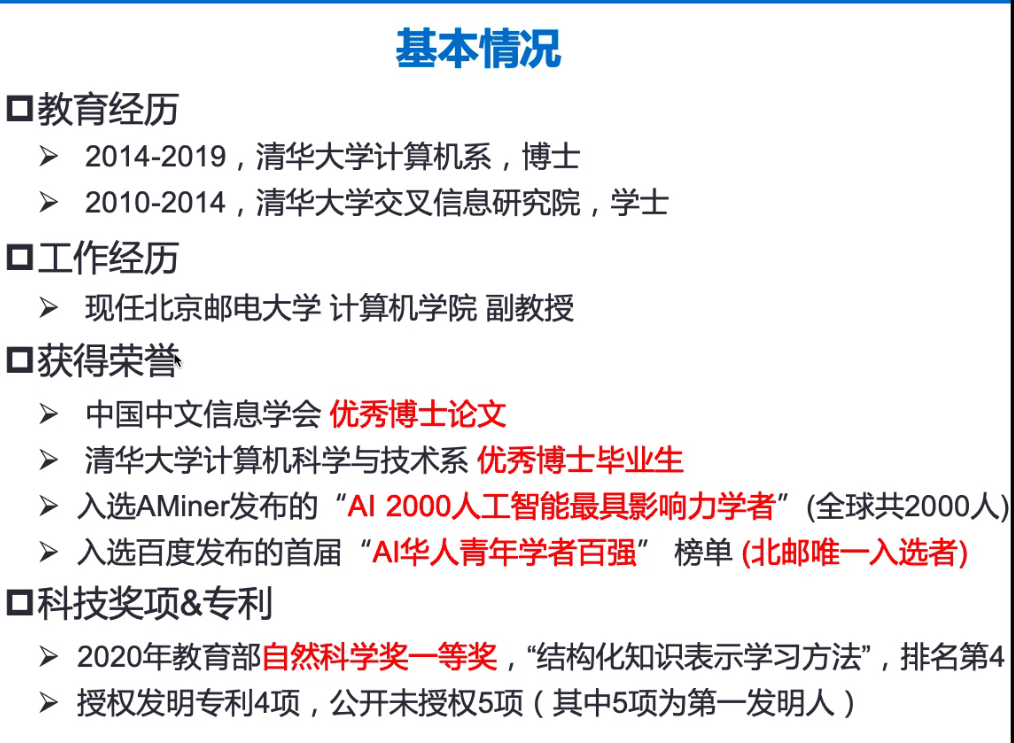 基本情况
教育经历
2014-2019，清华大学计算机系，博士
2010-2014，清华大学交叉信息研究院，学士
工作经历
现任北京邮电大学 计算机学院 副教授
获得荣誉
中国中文信息学会 优秀博士论文
清华大学计算机科学与技术系 优秀博士毕业生
入选AMiner发布的“AI 2000人工智能最具影响力学者”(全球共2000人)
入选百度发布的首届“AI华人青年学者百强” 榜单 (北邮唯一入选者)
科技奖项&专利
2020年教育部自然科学奖一等奖，“结构化知识表示学习方法”，排名第4
授权发明专利4项，公开未授权5项（其中5项为第一发明人）